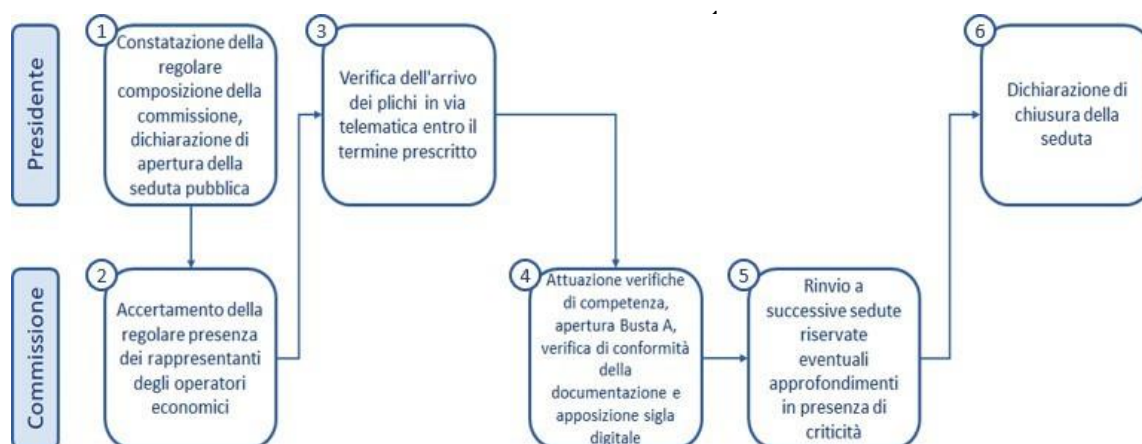 Presidente
1
Constatazione della
regolare
composizione della
commissione,
dichiarazione di
apertura della
seduta pubblica
3
Verifica dell'arrivo
dei plichi in via
telematica entro il
termine prescritto
6
Dichiarazione di
chiusura della
seduta
Commissione
2
Accertamento della
regolare presenza
dei rappresentanti
degli operatori
economici
4
Attuazione verifiche
di competenza,
apertura Busta A,
verifica di conformità
della
documentazione e
apposizione sigla
digitale
5
Rinvio a
successive sedute
riservate
eventuali
approfondimenti
in presenza di
criticità